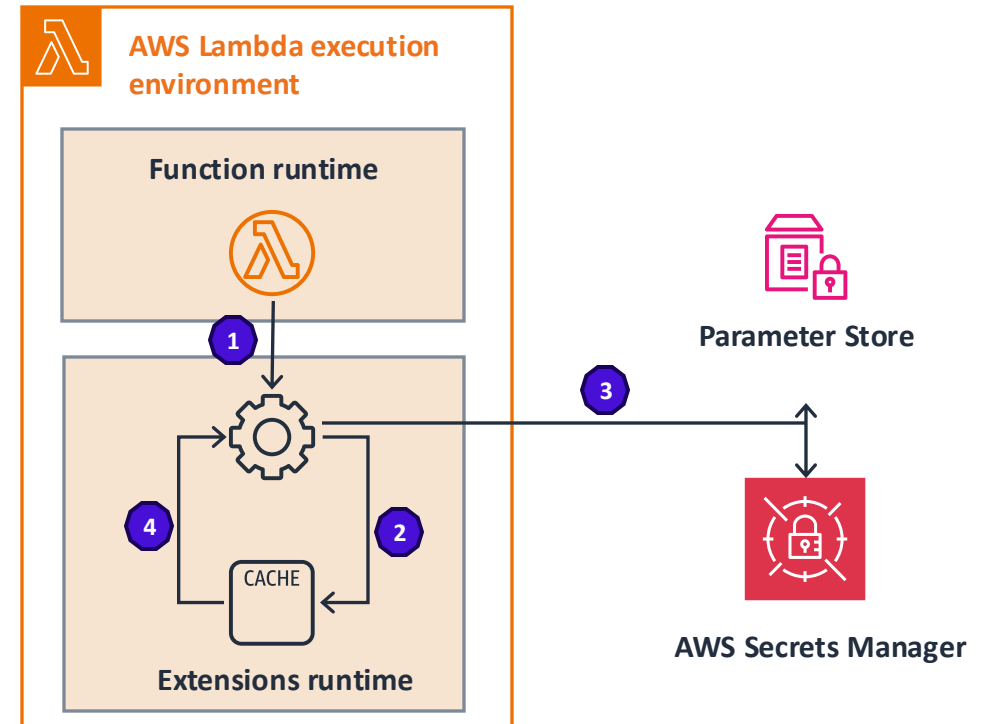 AWS Lambda execution
environment
Function runtime
1
Parameter Store
3
4
2
CACHE
AWS Secrets Manager
Extensions runtime